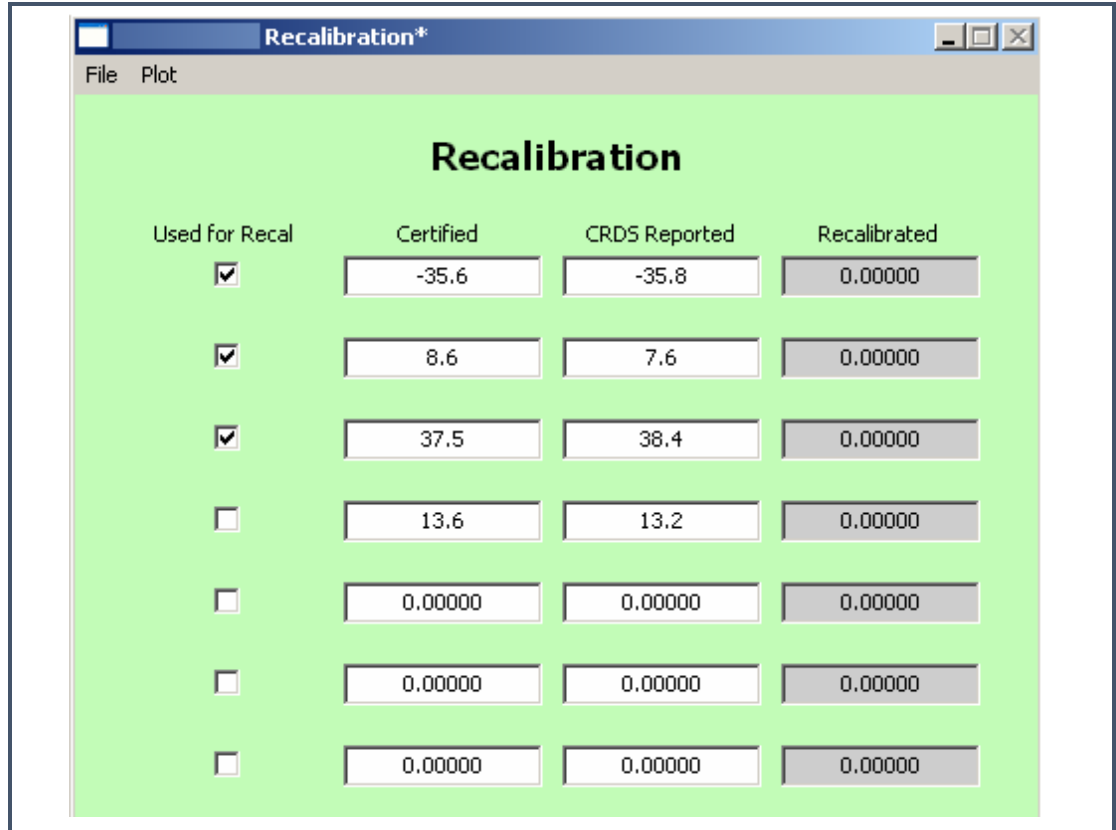 Recalibration*
File Plot
Recalibration
Used for Recal Certified CRDS Reported Recalibrated
-35.6 -35.8 0.00000
8.6 7.6 0.00000
37.5 38.4 0.00000
13.6 13.2 0.00000
0.00000 0.00000 0.00000
0.00000 0.00000 0.00000
0.00000 0.00000 0.00000